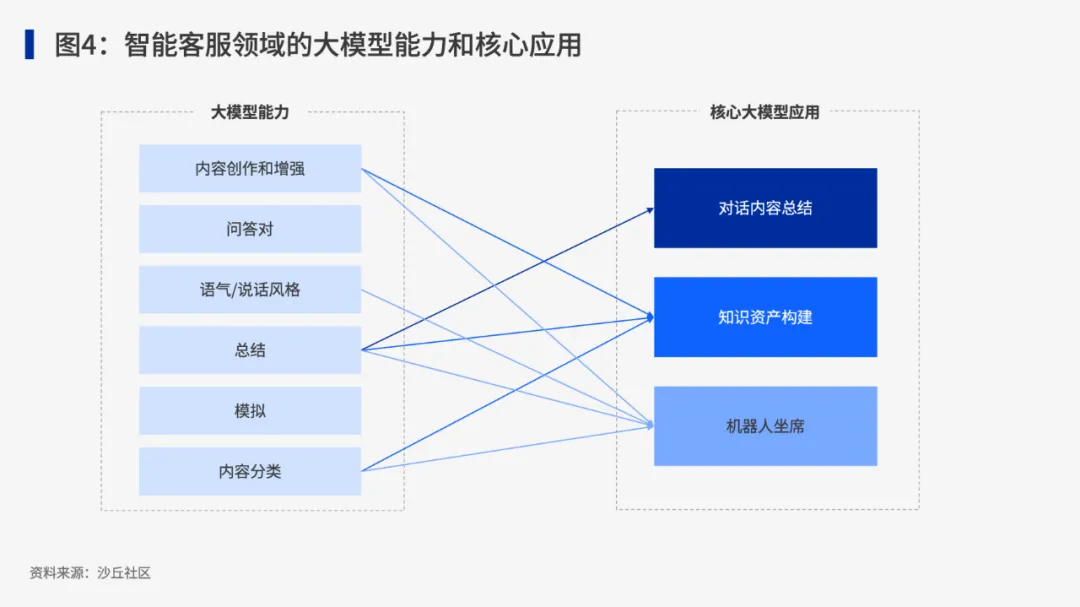 图4：智能客服领域的大模型能力和核心应用
大模型能力
内容创作和增强
问答对
语气/说话风格
总结
模拟
内容分类
核心大模型应用
对话内容总结
知识资产构建
机器人坐席
资料来源：沙丘社区